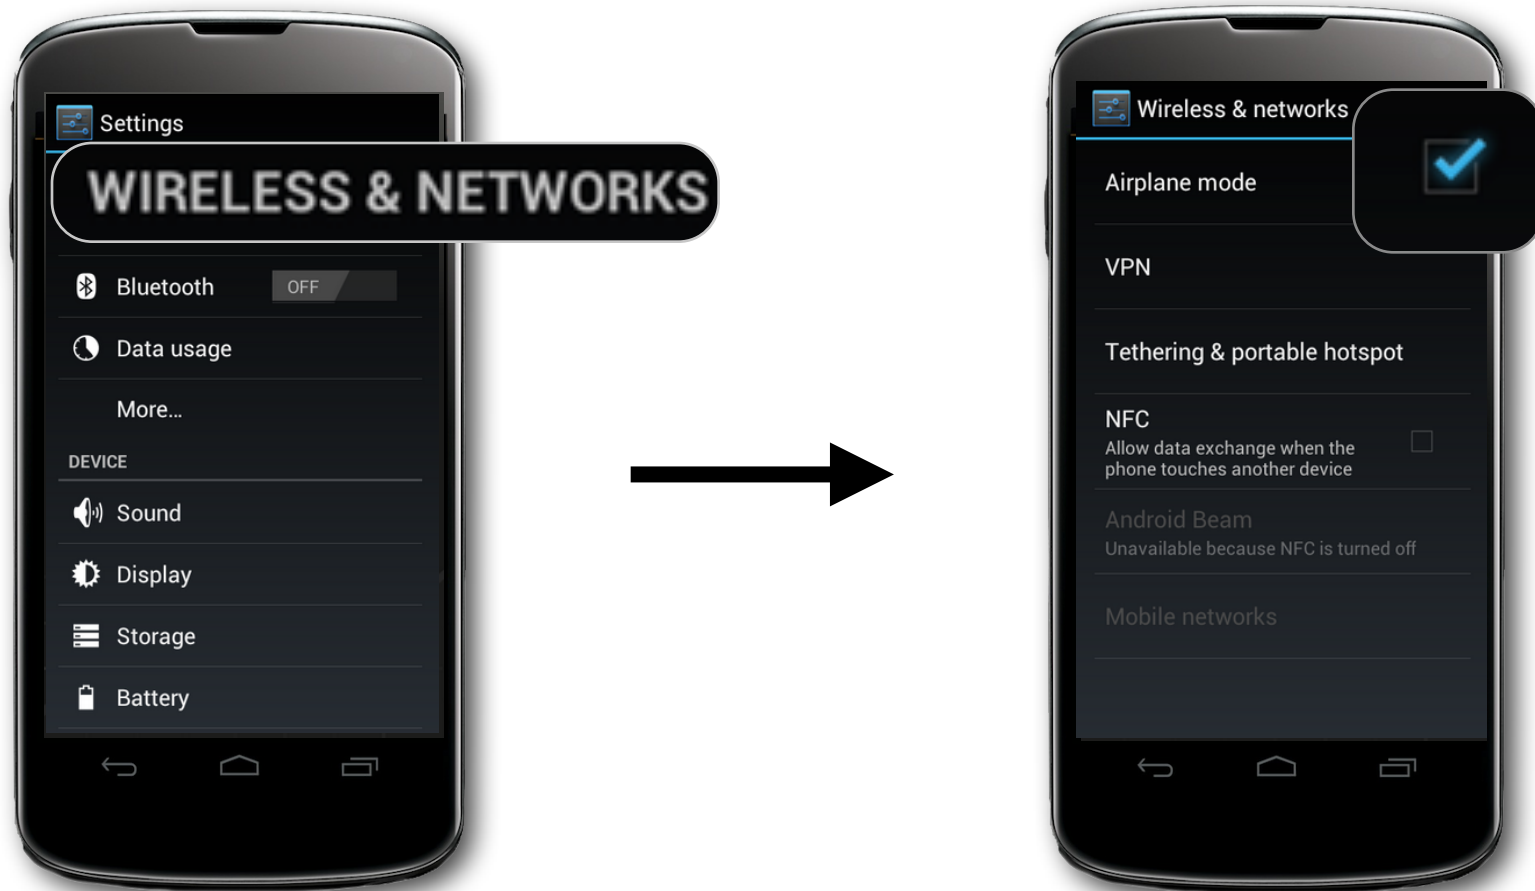 Settings
WIRELESS & NETWORKS
Bluetooth OFF
Data usage
More...
DEVICE
Sound
Display
Storage
Battery
Wireless & networks
Airplane mode
VPN
Tethering & portable hotspot
NFC
Allow data exchange when the
phone touches another device
Android Beam
Unavailable because NFC is turned off
Mobile networks